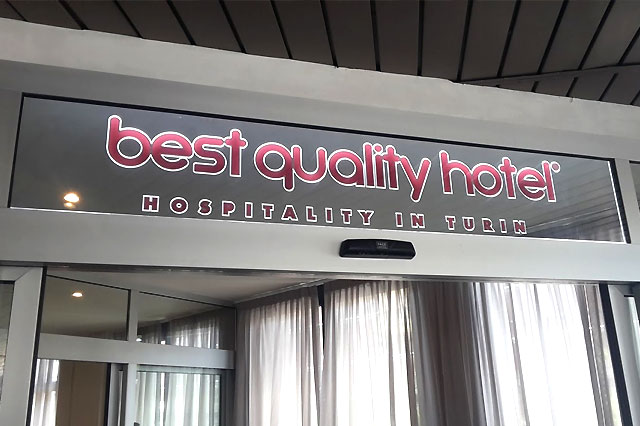 best quality hotel®
HOSPITALITY IN TURIN